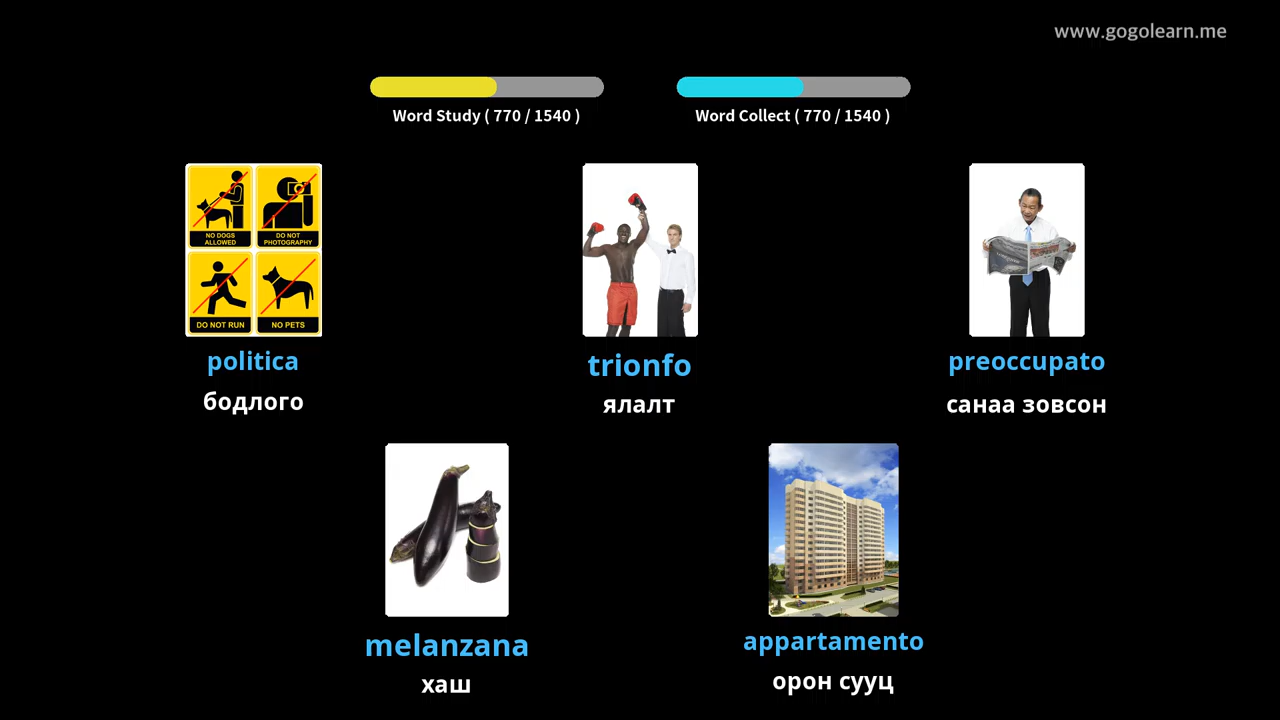 www.gogolearn.me
Word Study ( 770 / 1540 )
Word Collect ( 770 / 1540 )
NO DOGS
ALLOWED
DO NOT
PHOTOGRAPHY
DO NOT RUN
NO PETS
politica
бодлого
trionfo
ялалт
preoccupato
санаа зовсон
melanzana
хаш
appartamento
орон сууц